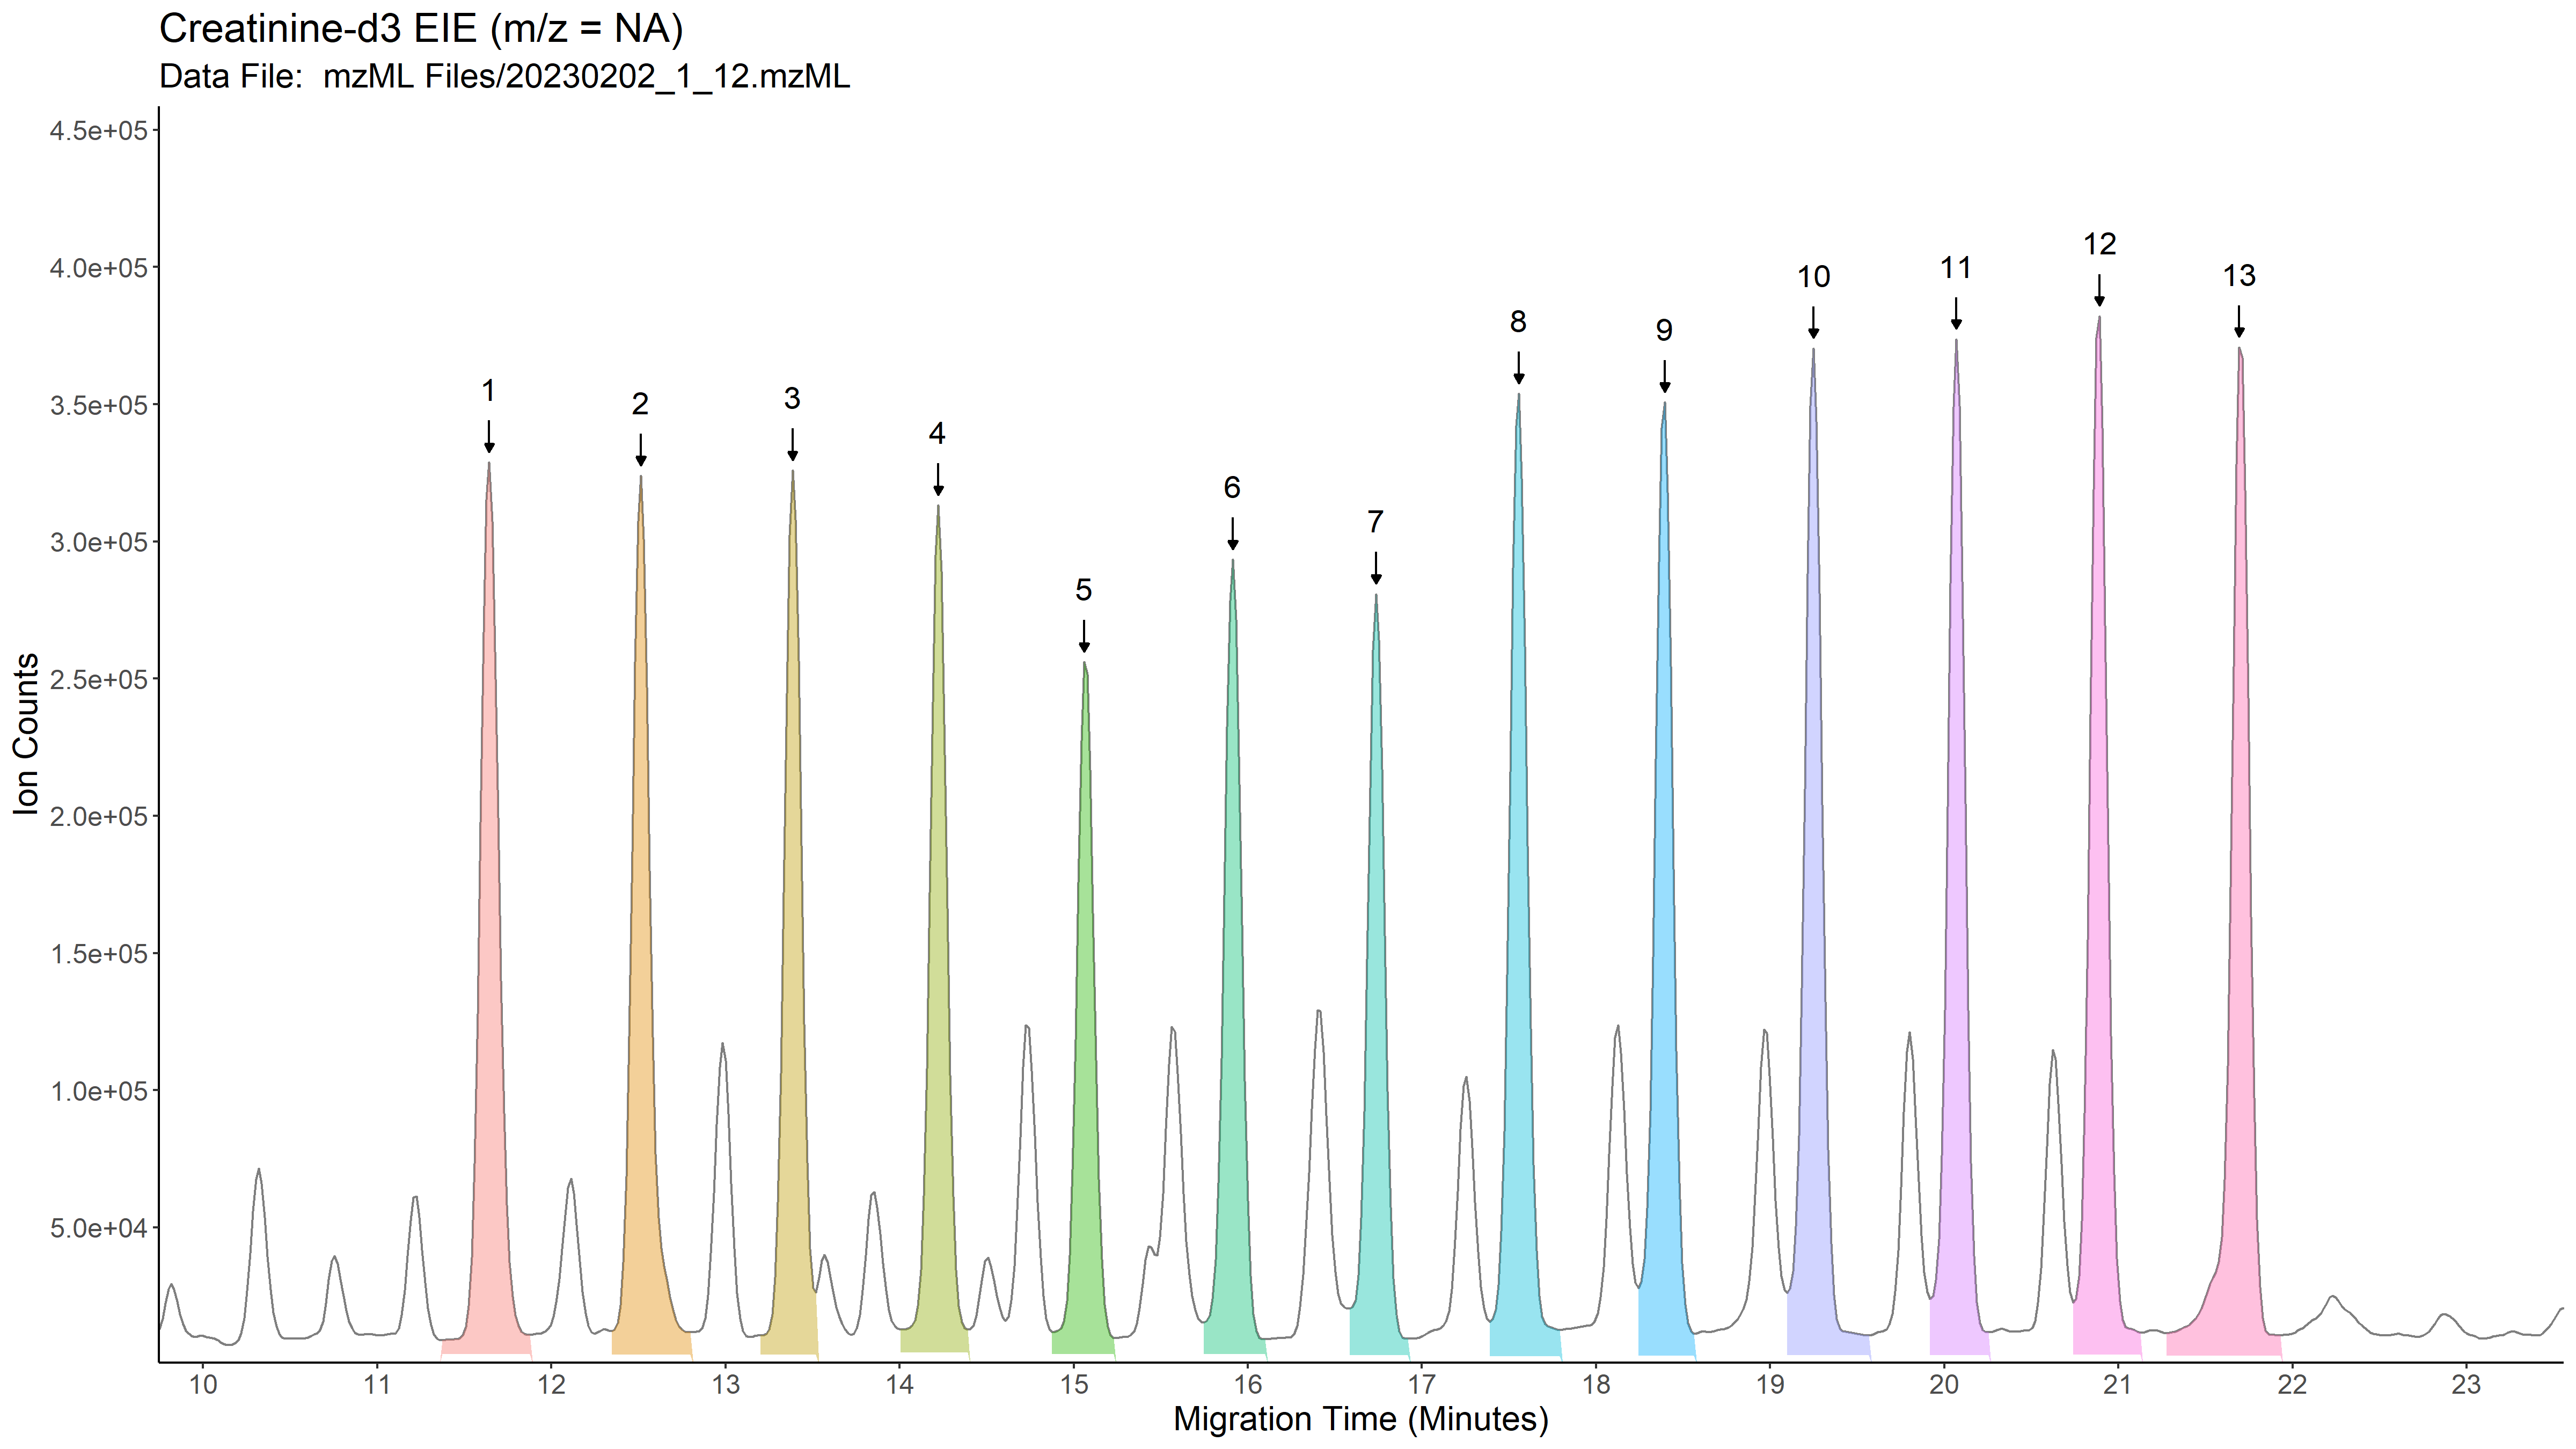 Creatinine-d3 EIE (m/z = NA)
Data File:  mzML Files/20230202_1_12.mzML
4.5e+05
4.0e+05
3.5e+05
3.0e+05
2.5e+05
2.0e+05
1.5e+05
1.0e+05
5.0e+04
Ion Counts
1
2
3
4
5
6
7
8
9
10
11
12
13
10 11 12 13 14 15 16 17 18 19 20 21 22 23
Migration Time (Minutes)